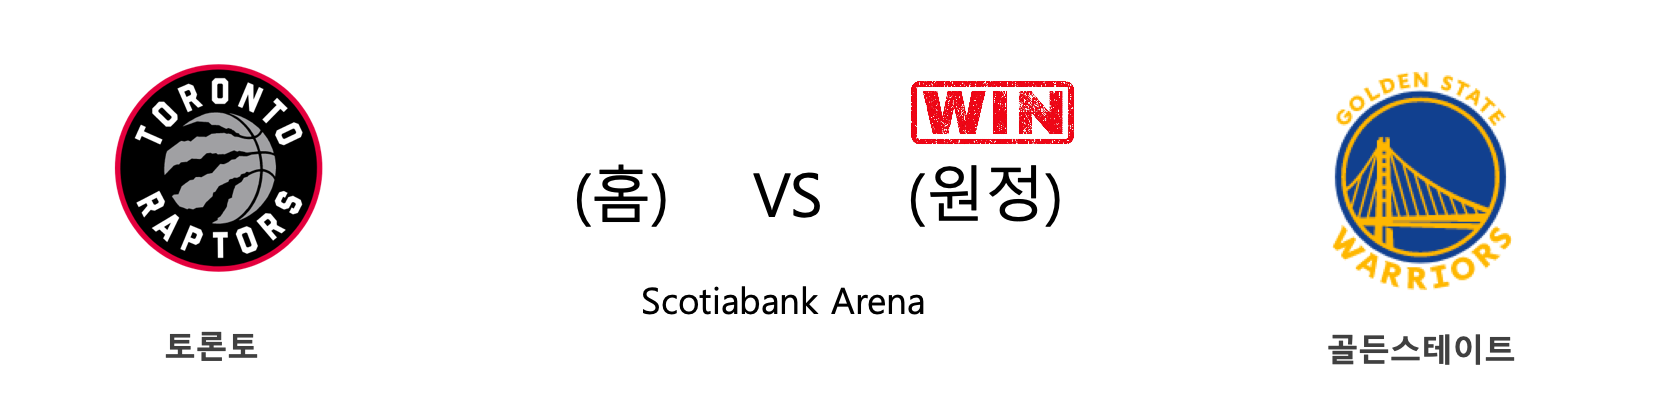 TORONTO
RAPTORS
토론토
WIN
(홈) VS (원정)
Scotiabank Arena
GOLDEN STATE
WARRIORS
골든스테이트